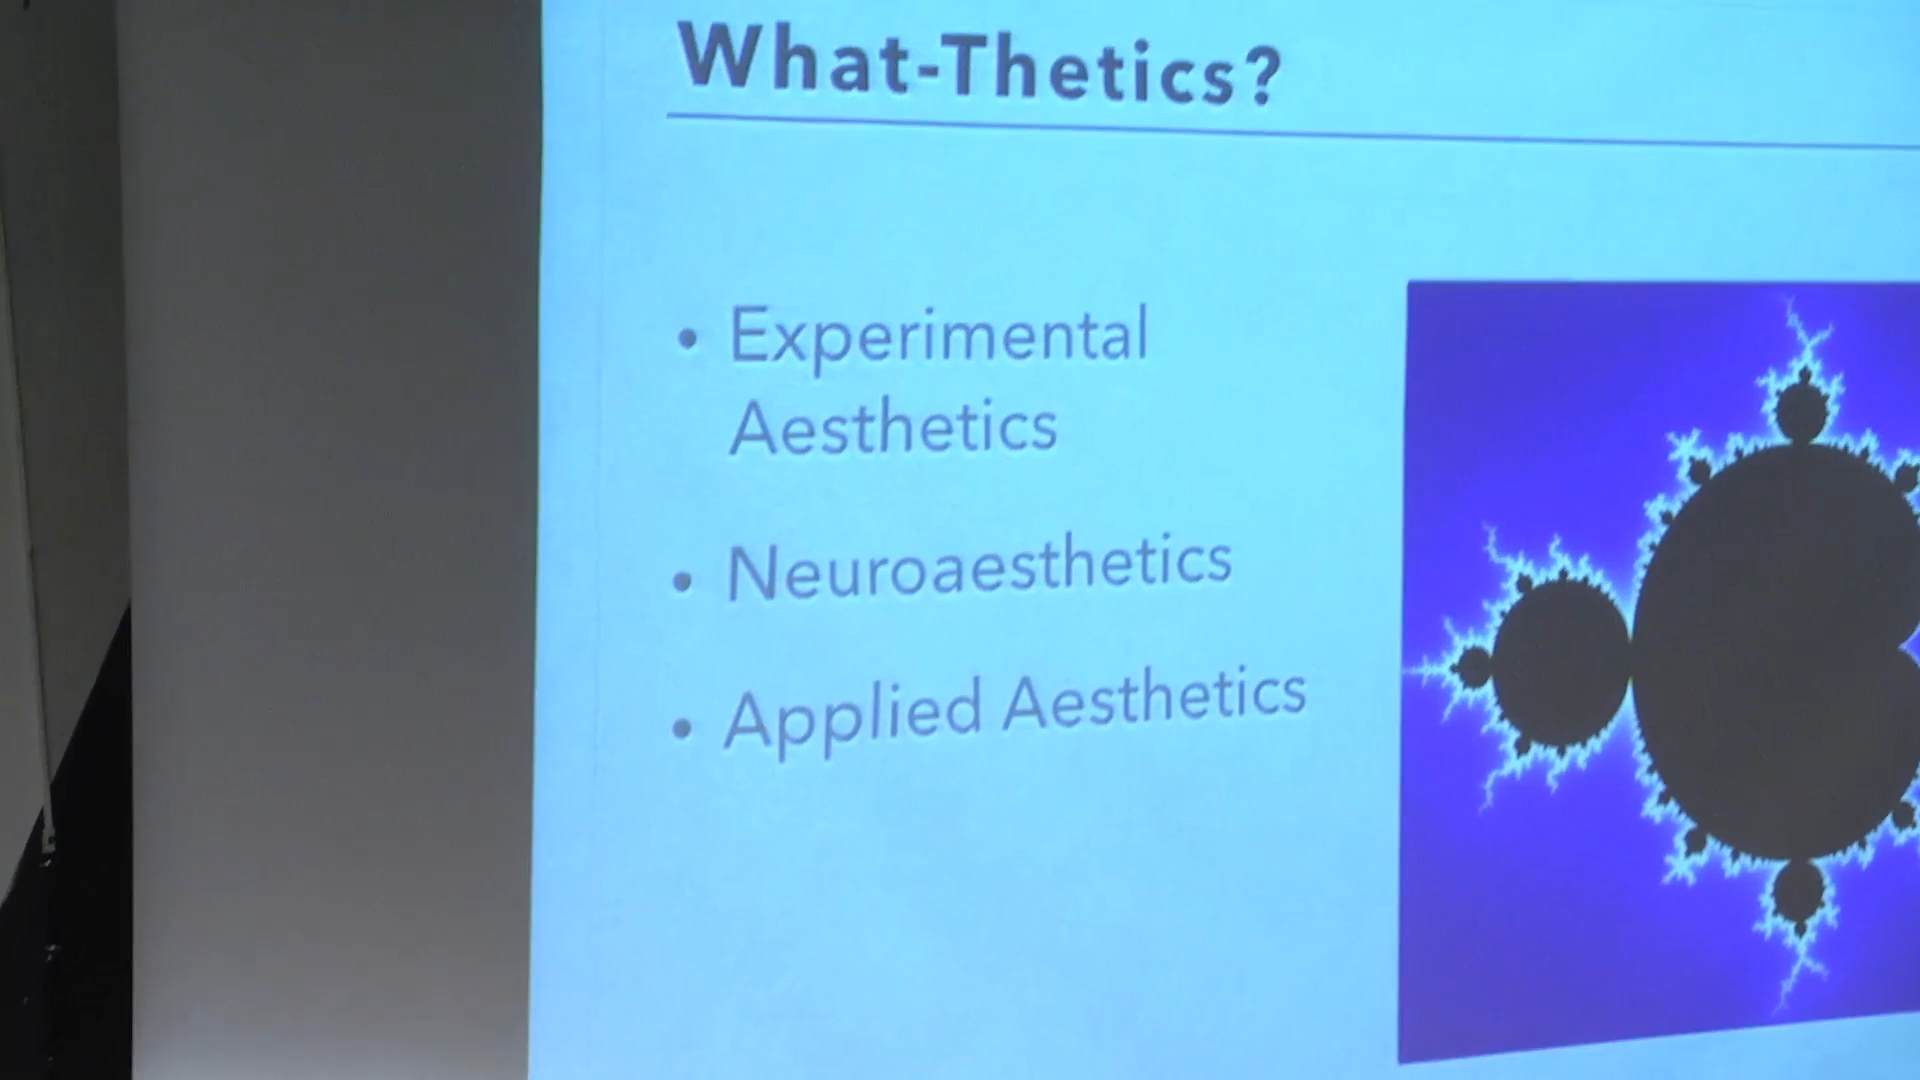 What-Thetics?
• Experimental
Aesthetics
• Neuroaesthetics
• Applied Aesthetics